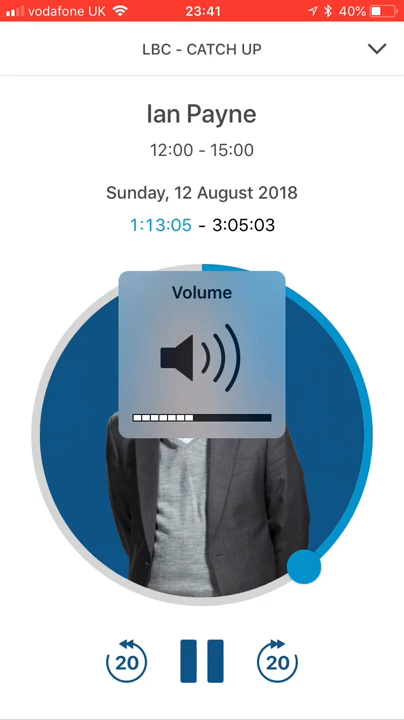 vodafone UK 23:41 40%
LBC - CATCH UP
Ian Payne
12:00 - 15:00
Sunday, 12 August 2018
1:13:05 - 3:05:03
Volume
20 20